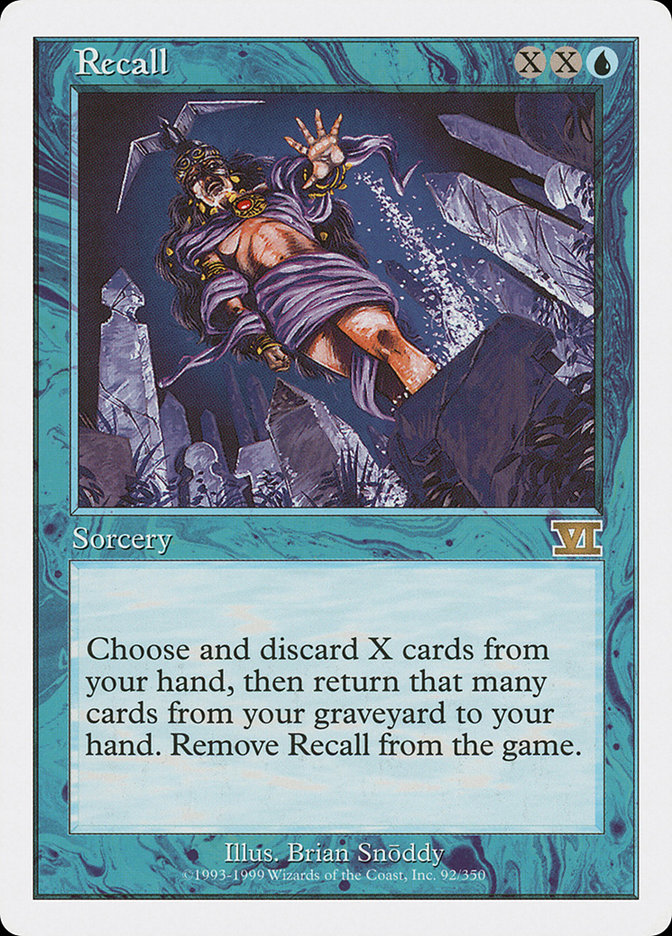 Recall XX
Sorcery VI
Choose and discard X cards from
your hand, then return that many
cards from your graveyard to your
hand. Remove Recall from the game.
Illus. Brian Snōddy
©1993-1999 Wizards of the Coast, Inc. 92/350